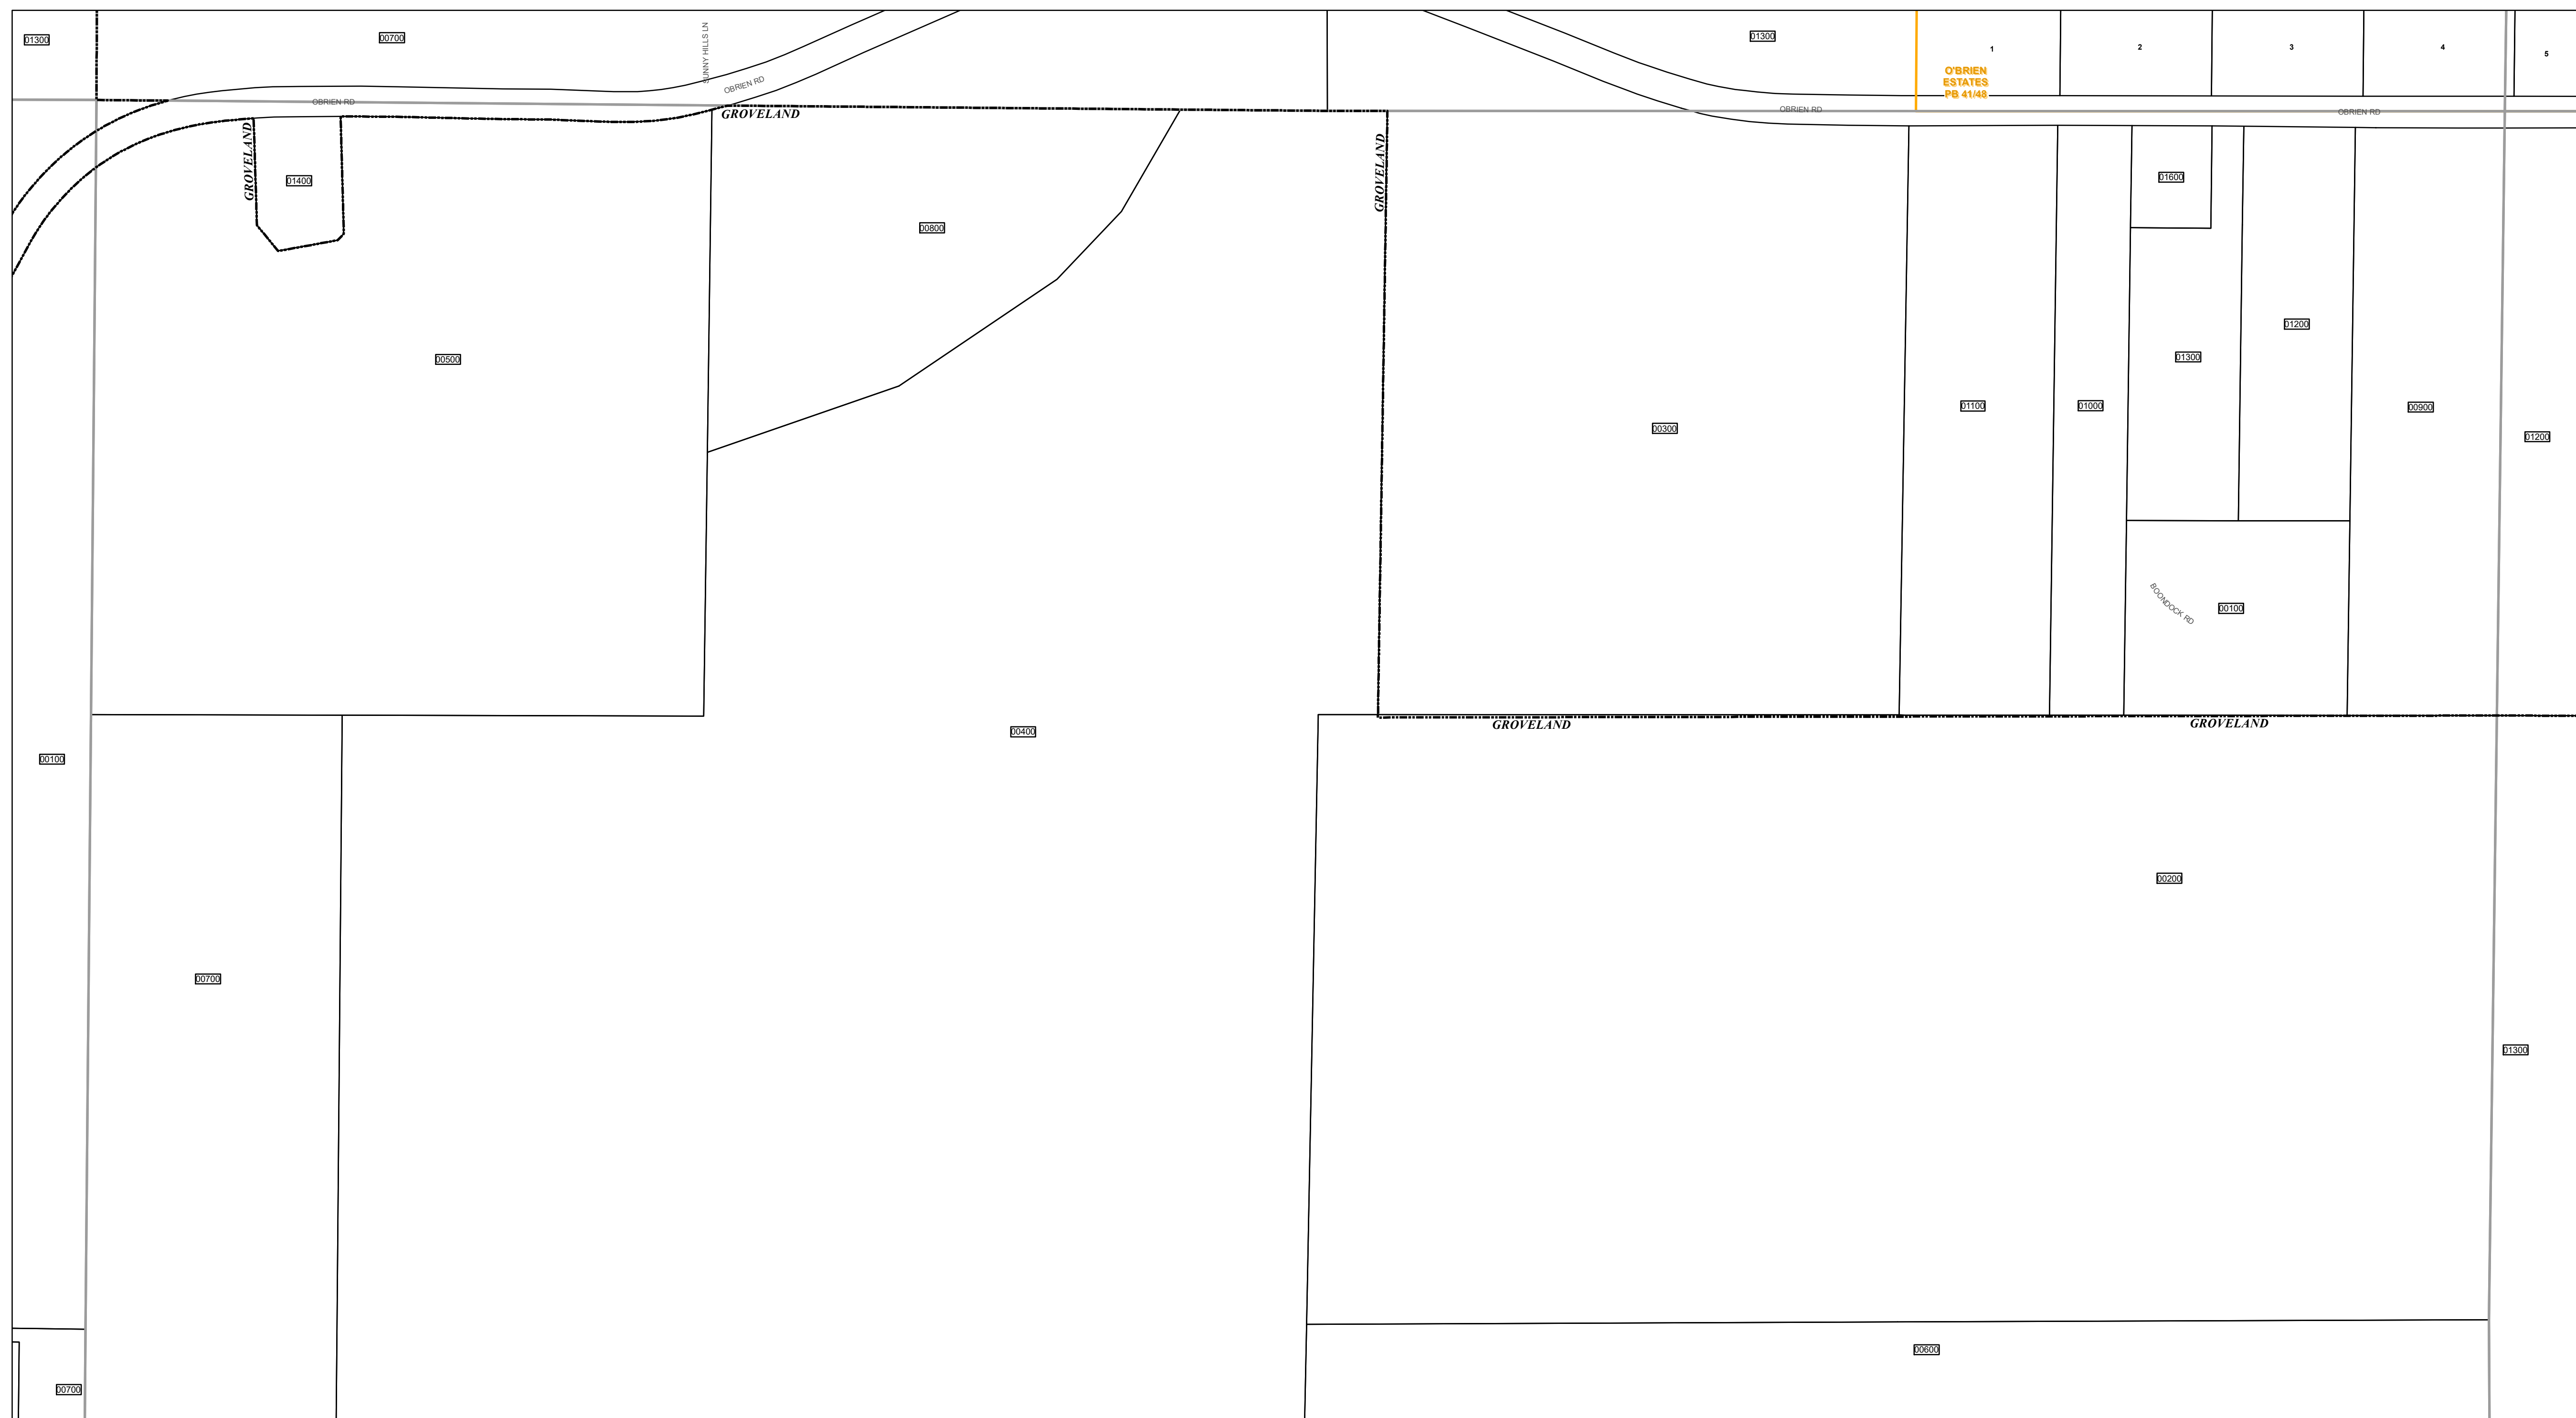 01300
00700
SUNNY HILLS LN
01300
1
2
3
4
5
O'BRIEN
ESTATES
PB 41/48
OBRIEN RD
OBRIEN RD
OBRIEN RD
OBRIEN RD
GROVELAND
GROVELAND
GROVELAND
01400
01600
00800
01200
01300
00500
01100
01000
00900
00300
01200
BOONDOCK RD
00100
GROVELAND
GROVELAND
00400
00100
00200
00700
01300
00600
00700